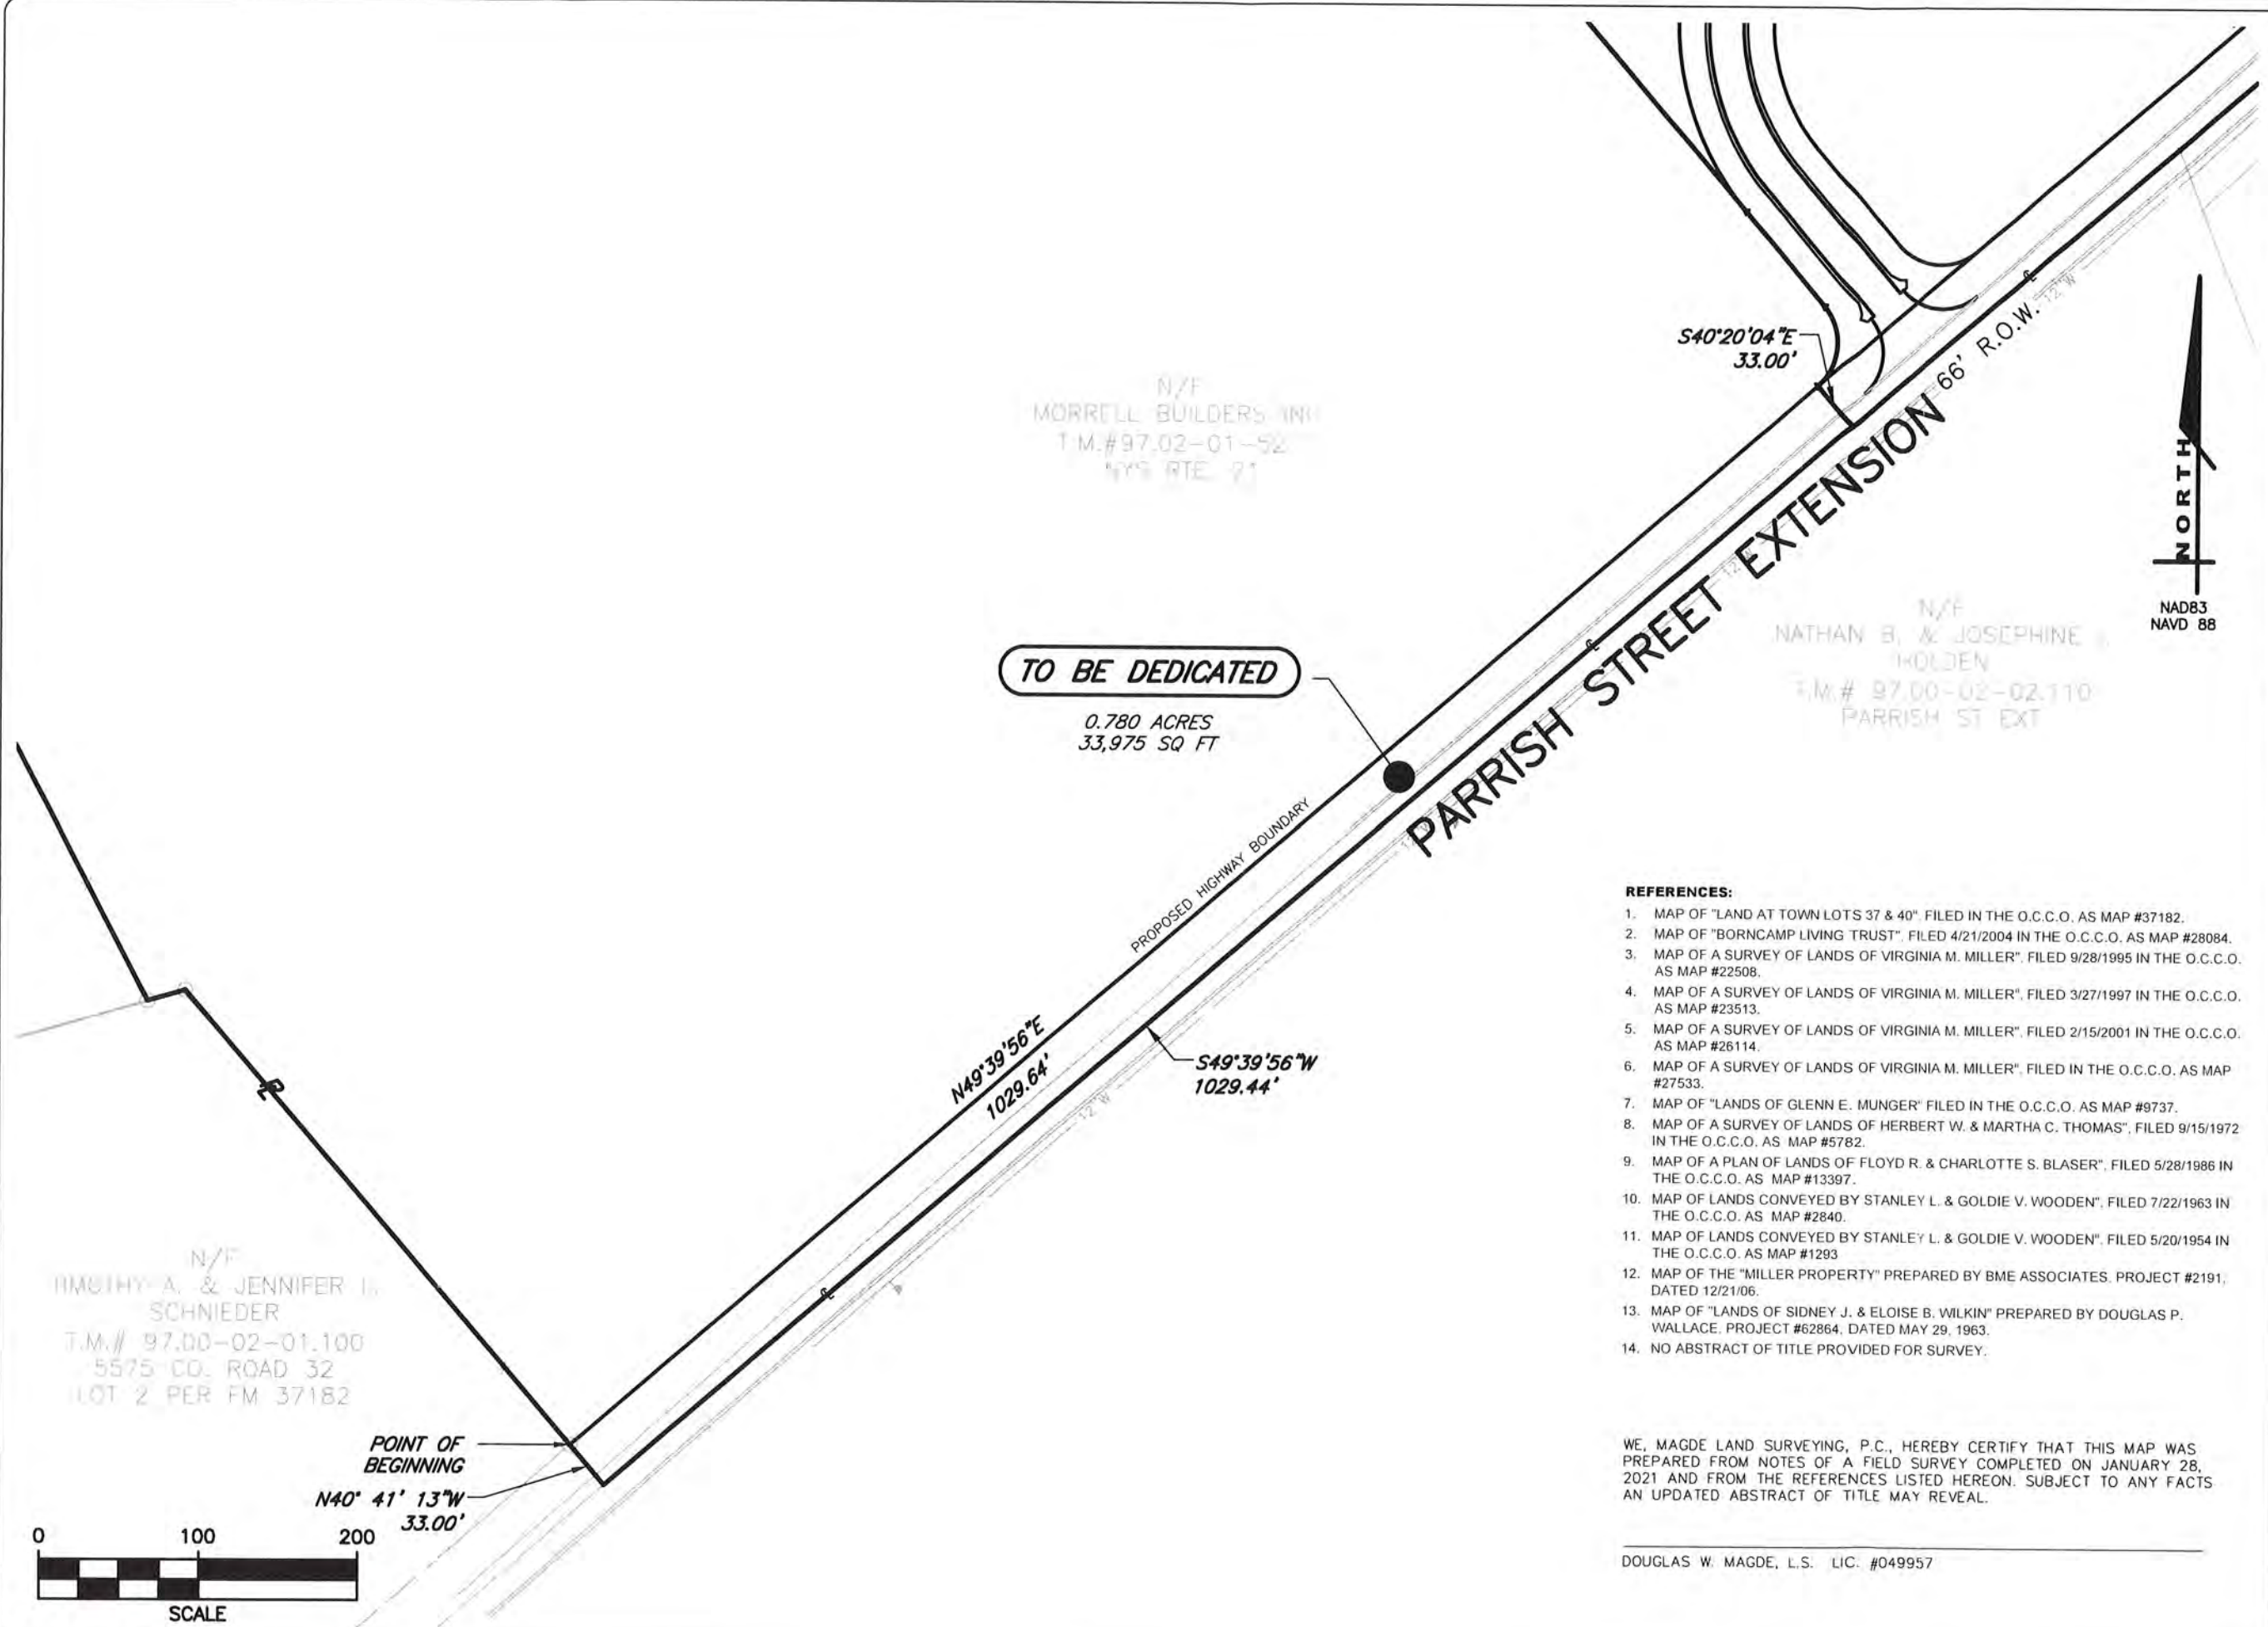 S40°20'04"E
33.00'
66' R.O.W.
12"W
N/F
MORRELL BUILDERS INC
T.M.#97.02-01-52
NYS RTE. 21
NORTH
NAD83
NAVD 88
PARRISH STREET EXTENSION
12"W
N/F
NATHAN B. & JOSEPHINE
HOLDEN
T.M.# 97.00-02-02.110
PARRISH ST EXT
TO BE DEDICATED
0.780 ACRES
33,975 SQ FT
12"W
PROPOSED HIGHWAY BOUNDARY
N49°39'56"E
1029.64'
S49°39'56"W
1029.44'
12"W
N/F
A. & JENNIFER
SCHNIEDER
T.M.# 97.00-02-01.100
5575 CO. ROAD 32
LOT 2 PER FM 37182
POINT OF
BEGINNING
N40° 41' 13"W
33.00'
0 100 200
SCALE
REFERENCES:
1. MAP OF "LAND AT TOWN LOTS 37 & 40". FILED IN THE O.C.C.O. AS MAP #37182.
2. MAP OF "BORNCAMP LIVING TRUST". FILED 4/21/2004 IN THE O.C.C.O. AS MAP #28084.
3. MAP OF A SURVEY OF LANDS OF VIRGINIA M. MILLER". FILED 9/28/1995 IN THE O.C.C.O.
AS MAP #22508.
4. MAP OF A SURVEY OF LANDS OF VIRGINIA M. MILLER". FILED 3/27/1997 IN THE O.C.C.O.
AS MAP #23513.
5. MAP OF A SURVEY OF LANDS OF VIRGINIA M. MILLER". FILED 2/15/2001 IN THE O.C.C.O.
AS MAP #26114.
6. MAP OF A SURVEY OF LANDS OF VIRGINIA M. MILLER". FILED IN THE O.C.C.O. AS MAP
#27533.
7. MAP OF "LANDS OF GLENN E. MUNGER" FILED IN THE O.C.C.O. AS MAP #9737.
8. MAP OF A SURVEY OF LANDS OF HERBERT W. & MARTHA C. THOMAS". FILED 9/15/1972
IN THE O.C.C.O. AS MAP #5782.
9. MAP OF A PLAN OF LANDS OF FLOYD R. & CHARLOTTE S. BLASER". FILED 5/28/1986 IN
THE O.C.C.O. AS MAP #13397.
10. MAP OF LANDS CONVEYED BY STANLEY L. & GOLDIE V. WOODEN". FILED 7/22/1963 IN
THE O.C.C.O. AS MAP #2840.
11. MAP OF LANDS CONVEYED BY STANLEY L. & GOLDIE V. WOODEN". FILED 5/20/1954 IN
THE O.C.C.O. AS MAP #1293
12. MAP OF THE "MILLER PROPERTY" PREPARED BY BME ASSOCIATES. PROJECT #2191,
DATED 12/21/06.
13. MAP OF "LANDS OF SIDNEY J. & ELOISE B. WILKIN" PREPARED BY DOUGLAS P.
WALLACE. PROJECT #62864. DATED MAY 29, 1963.
14. NO ABSTRACT OF TITLE PROVIDED FOR SURVEY.
WE, MAGDE LAND SURVEYING, P.C., HEREBY CERTIFY THAT THIS MAP WAS
PREPARED FROM NOTES OF A FIELD SURVEY COMPLETED ON JANUARY 28,
2021 AND FROM THE REFERENCES LISTED HEREON. SUBJECT TO ANY FACTS
AN UPDATED ABSTRACT OF TITLE MAY REVEAL.
DOUGLAS W. MAGDE, L.S. LIC. #049957